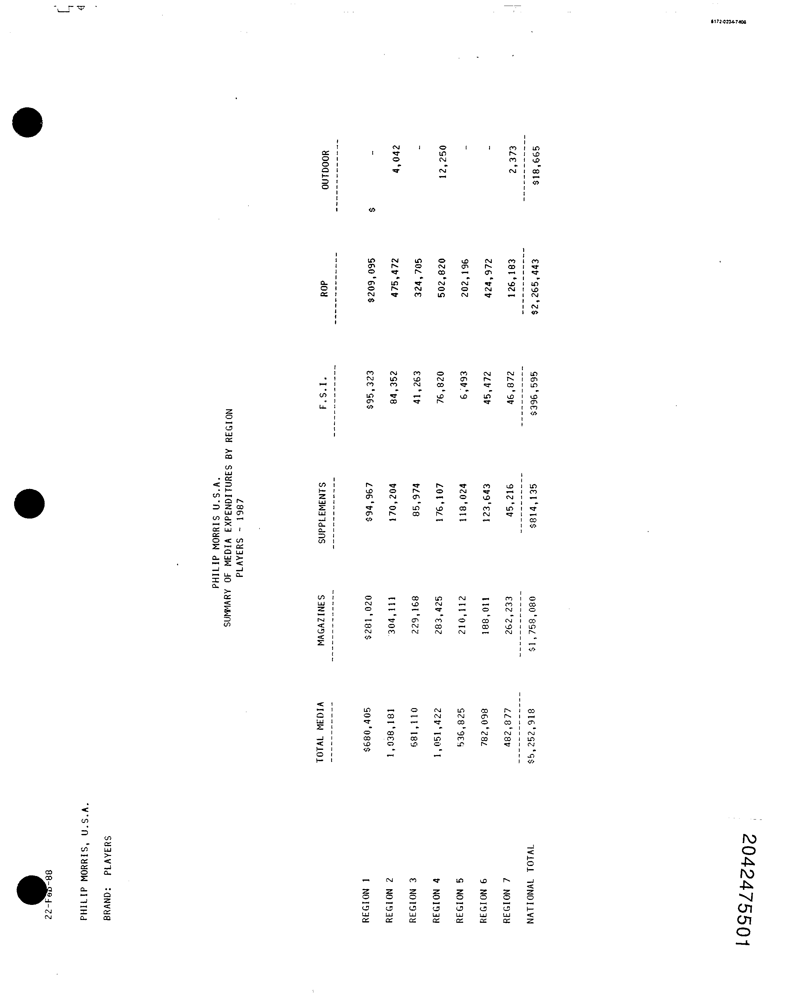 6172-0234-7406
22-Feb-88
PHILIP MORRIS, U.S.A.
BRAND: PLAYERS
PHILIP MORRIS U.S.A.
SUMMARY OF MEDIA EXPENDITURES BY REGION
PLAYERS - 1987
TOTAL MEDIA MAGAZINES SUPPLEMENTS F.S.I. ROP OUTDOOR
REGION 1 $680,405 $281,020 $94,967 $95,323 $209,095 $ -
REGION 2 1,038,181 304,111 170,204 84,352 475,472 4,042
REGION 3 681,110 229,168 85,974 41,263 324,705 -
REGION 4 1,051,422 283,425 176,107 76,820 502,820 12,250
REGION 5 536,825 210,112 118,024 6,493 202,196 -
REGION 6 782,098 188,011 123,643 45,472 424,972 -
REGION 7 482,877 262,233 45,216 46,872 126,183 2,373
NATIONAL TOTAL $5,252,918 $1,758,080 $814,135 $396,595 $2,265,443 $18,665
2042475501